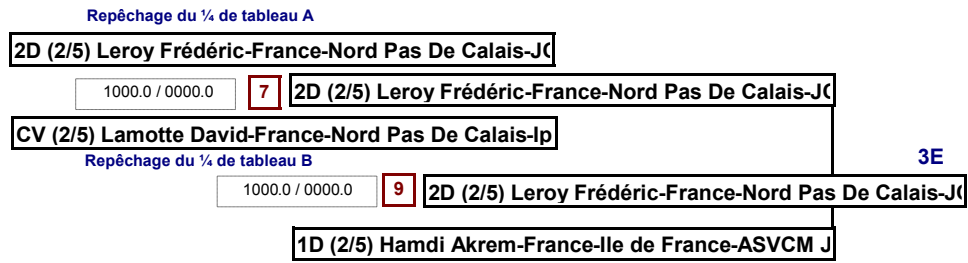 Repêchage du ¼ de tableau A
2D (2/5) Leroy Frédéric-France-Nord Pas De Calais-JC
1000.0 / 0000.0 7 2D (2/5) Leroy Frédéric-France-Nord Pas De Calais-JC
CV (2/5) Lamotte David-France-Nord Pas De Calais-Ip
Repêchage du ¼ de tableau B
3E
1000.0 / 0000.0 9 2D (2/5) Leroy Frédéric-France-Nord Pas De Calais-J
1D (2/5) Hamdi Akrem-France-Ile de France-ASVCM J